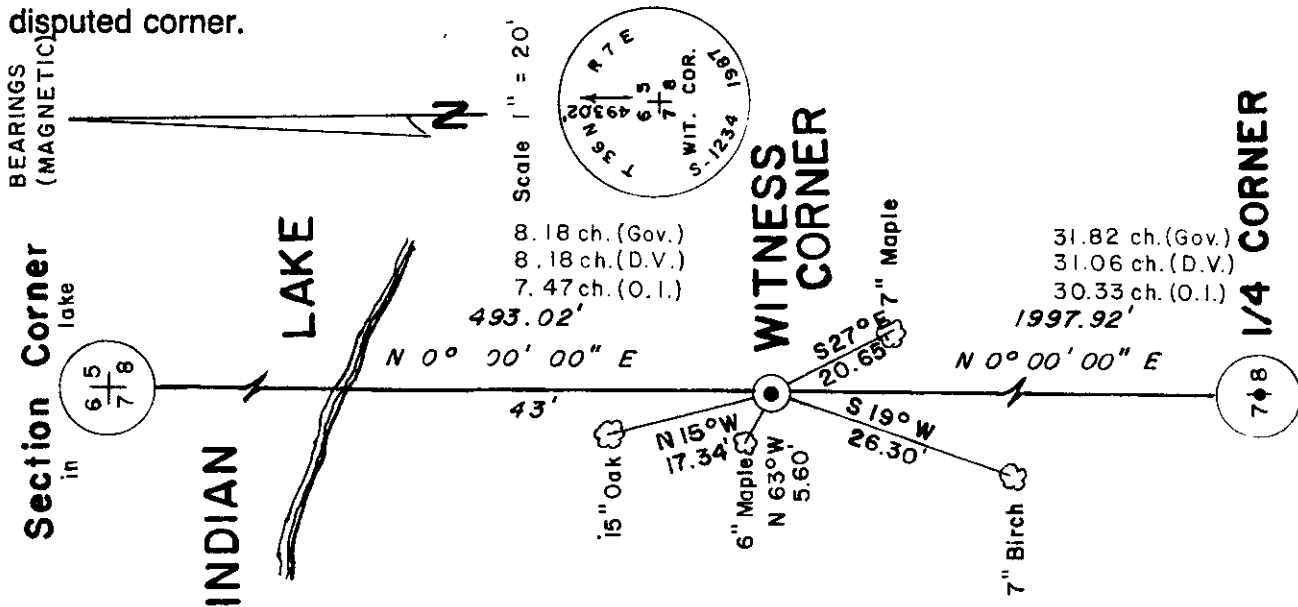 disputed corner.
BEARINGS
(MAGNETIC)
N
Scale 1" = 20'
T 36 N R 7 E
493.02'
6 5
7 8
WIT. COR.
S-1234 1987
Section Corner
in lake
6 5
7 8
INDIAN LAKE
8.18 ch. (Gov.)
8.18 ch. (D.V.)
7.47 ch. (O.I.)
493.02'
N 0° 00' 00" E
43'
WITNESS
CORNER
S 27° E
20.65'
7" Maple
N 15° W
17.34'
15" Oak
6" Maple
N 63° W
5.60'
S 19° W
26.30'
7" Birch
31.82 ch. (Gov.)
31.06 ch. (D.V.)
30.33 ch. (O.I.)
1997.92'
N 0° 00' 00" E
1/4 CORNER
7 8